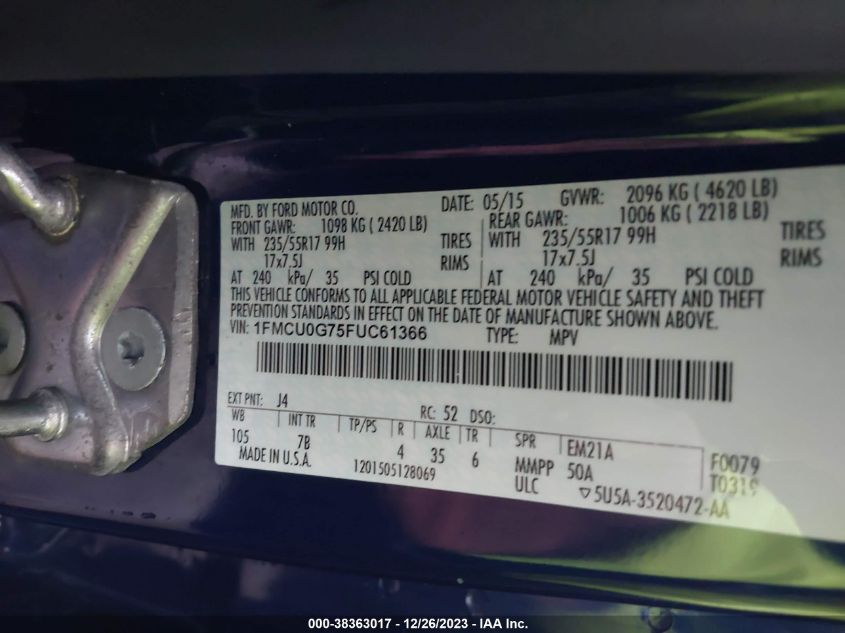 MFD. BY FORD MOTOR CO. DATE: 05/15 GVWR: 2096 KG ( 4620 LB)
FRONT GAWR: 1098 KG ( 2420 LB) REAR GAWR: 1006 KG ( 2218 LB)
WITH 235/55R17 99H TIRES WITH 235/55R17 99H TIRES
17x7.5J RIMS 17x7.5J RIMS
AT 240 kPa/ 35 PSI COLD AT 240 kPa/ 35 PSI COLD
THIS VEHICLE CONFORMS TO ALL APPLICABLE FEDERAL MOTOR VEHICLE SAFETY AND THEFT
PREVENTION STANDARDS IN EFFECT ON THE DATE OF MANUFACTURE SHOWN ABOVE.
VIN: 1FMCU0G75FUC61366 TYPE: MPV
EXT PNT: J4 RC: 52 DSO:
WB INT TR TP/PS R AXLE TR SPR EM21A F0079
105 7B 4 35 6 MMPP 50A T0319
MADE IN U.S.A. 1201505128069 ULC ▽5U5A-3520472-AA
000-38363017 - 12/26/2023 - IAA Inc.